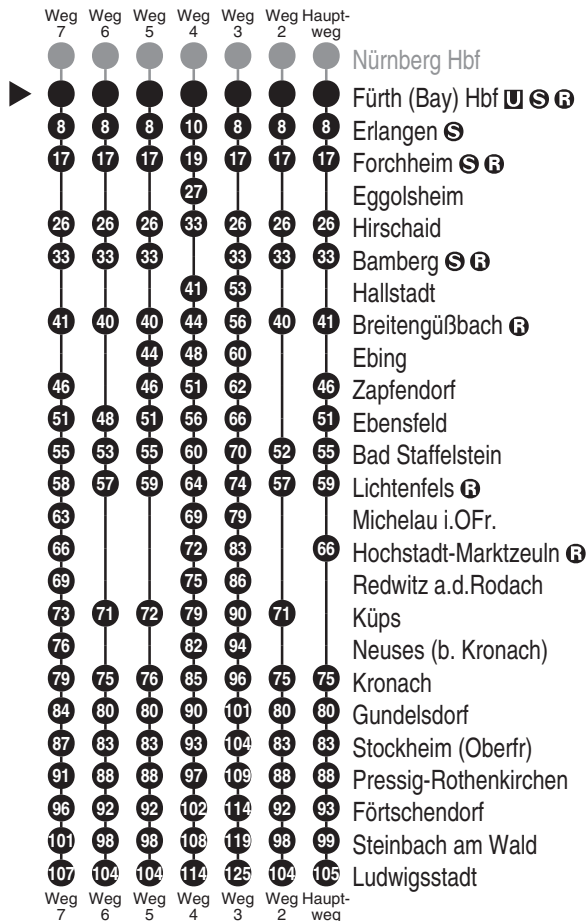 Weg Weg Weg Weg Weg Weg Haupt-
7 6 5 4 3 2 weg
Nürnberg Hbf
Fürth (Bay) Hbf U S R
8 8 8 10 8 8 8 Erlangen S
17 17 17 19 17 17 17 Forchheim S R
27 Eggolsheim
26 26 26 33 26 26 26 Hirschaid
33 33 33 33 33 33 Bamberg S R
41 53 Hallstadt
41 40 40 44 56 40 41 Breitengüßbach R
44 48 60 Ebing
46 46 51 62 46 Zapfendorf
51 48 51 56 66 51 Ebensfeld
55 53 55 60 70 52 55 Bad Staffelstein
58 57 59 64 74 57 59 Lichtenfels R
63 69 79 Michelau i.OFr.
66 72 83 66 Hochstadt-Marktzeuln R
69 75 86 Redwitz a.d.Rodach
73 71 72 79 90 71 Küps
76 82 94 Neuses (b. Kronach)
79 75 76 85 96 75 75 Kronach
84 80 80 90 101 80 80 Gundelsdorf
87 83 83 93 104 83 83 Stockheim (Oberfr)
91 88 88 97 109 88 88 Pressig-Rothenkirchen
96 92 92 102 114 92 93 Förtschendorf
101 98 98 108 119 98 99 Steinbach am Wald
107 104 104 114 125 104 105 Ludwigsstadt
Weg Weg Weg Weg Weg Weg Haupt-
7 6 5 4 3 2 weg